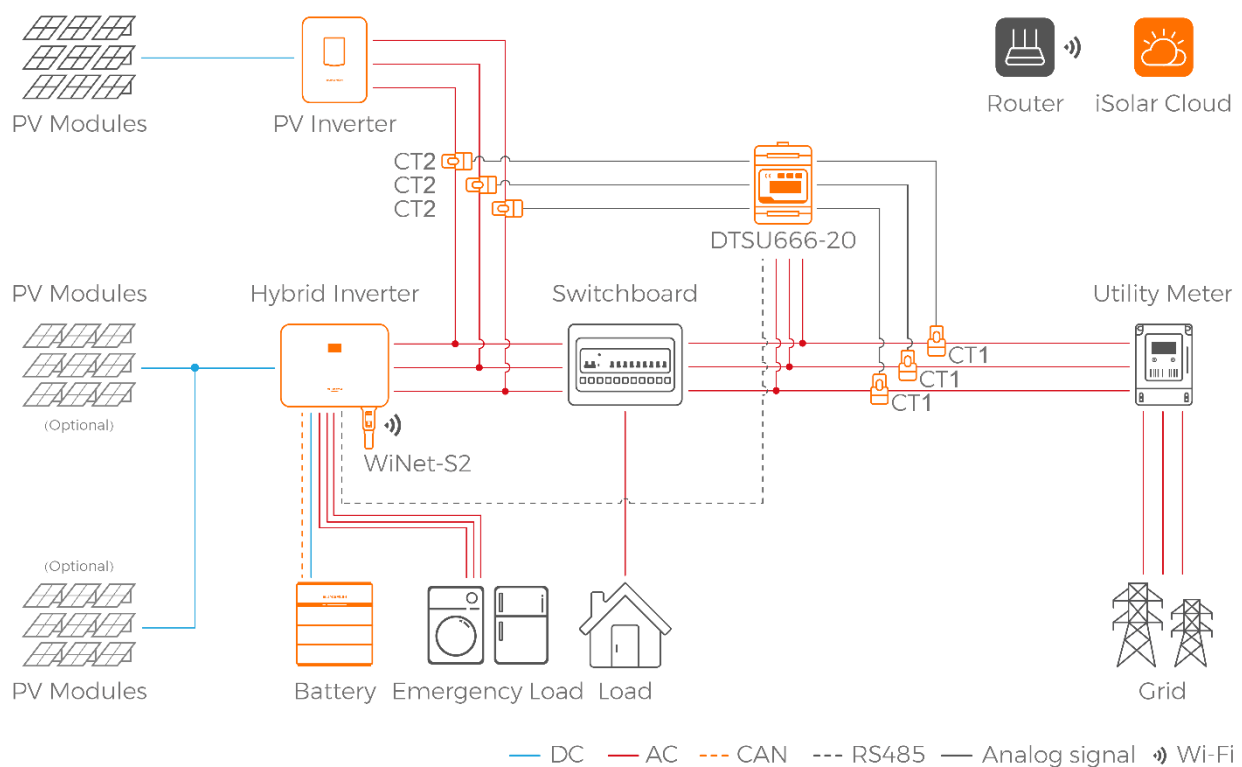 PV Modules
PV Inverter
Router
iSolar Cloud
CT2
CT2
CT2
DTSU666-20
PV Modules
Hybrid Inverter
Switchboard
Utility Meter
CT1
CT1
CT1
(Optional)
WiNet-S2
(Optional)
PV Modules
Battery
Emergency Load
Load
Grid
DC
AC
CAN
RS485
Analog signal
Wi-Fi